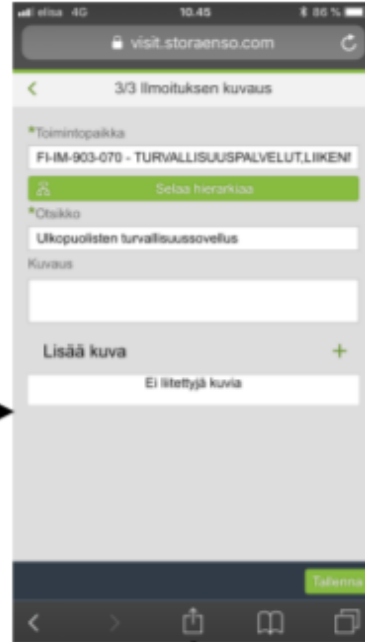 elisa 4G 10.45 86 %
visit.storaenso.com
3/3 Ilmoituksen kuvaus
*Toimintopaikka
FI-IM-903-070 - TURVALLISUUSPALVELUT,LIIKENN
Selaa hierarkiaa
*Otsikko
Ulkopuolisten turvallisuussovellus
Kuvaus
Lisää kuva +
Ei liitettyjä kuvia
Tallenna